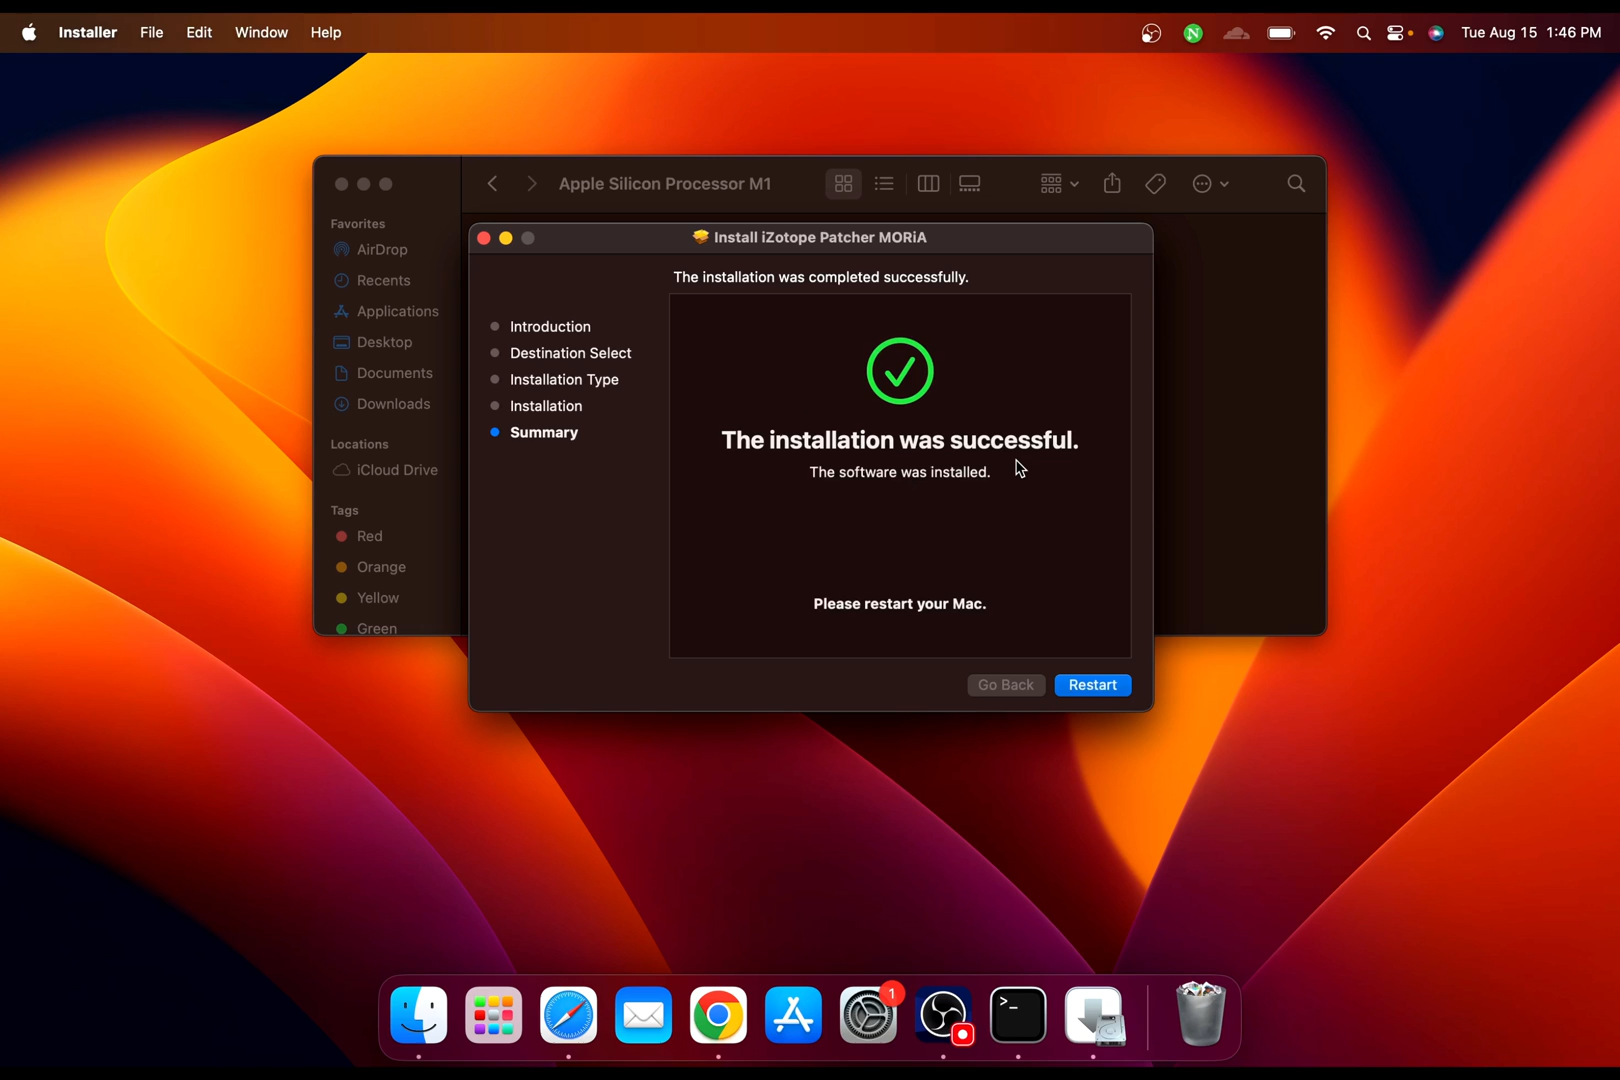 Installer File Edit Window Help
N
Tue Aug 15 1:46 PM
Apple Silicon Processor M1
Favorites
AirDrop
Recents
Applications
Desktop
Documents
Downloads
Locations
iCloud Drive
Tags
Red
Orange
Yellow
Green
Install iZotope Patcher MORiA
The installation was completed successfully.
Introduction
Destination Select
Installation Type
Installation
Summary
The installation was successful.
The software was installed.
Please restart your Mac.
Go Back
Restart
1
>_